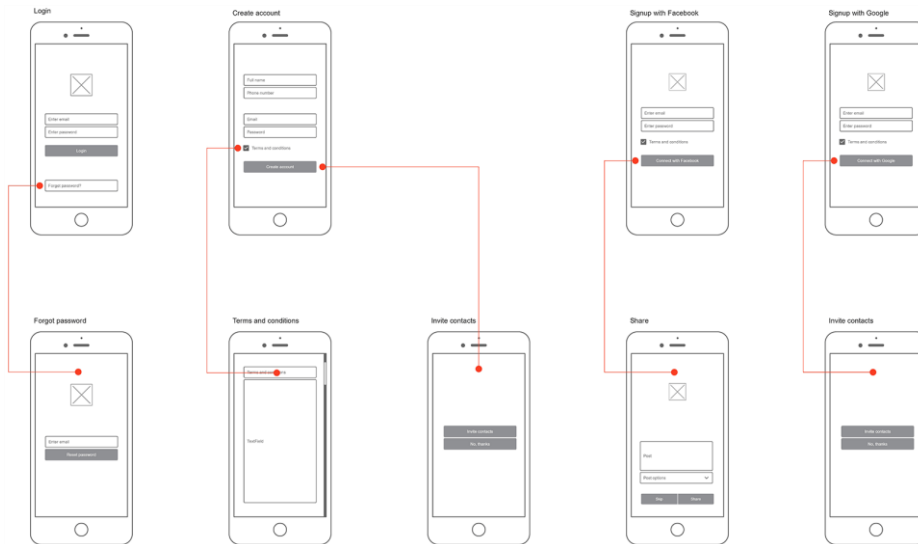 Login
Enter email
Enter password
Login
Forgot password?
Create account
Full name
Phone number
Email
Password
Terms and conditions
Create account
Signup with Facebook
Enter email
Enter password
Terms and conditions
Connect with Facebook
Signup with Google
Enter email
Enter password
Terms and conditions
Connect with Google
Forgot password
Enter email
Reset password
Terms and conditions
Terms and conditions
TextField
Invite contacts
Invite contacts
No, thanks
Share
Post
Post options
Skip
Share
Invite contacts
Invite contacts
No, thanks